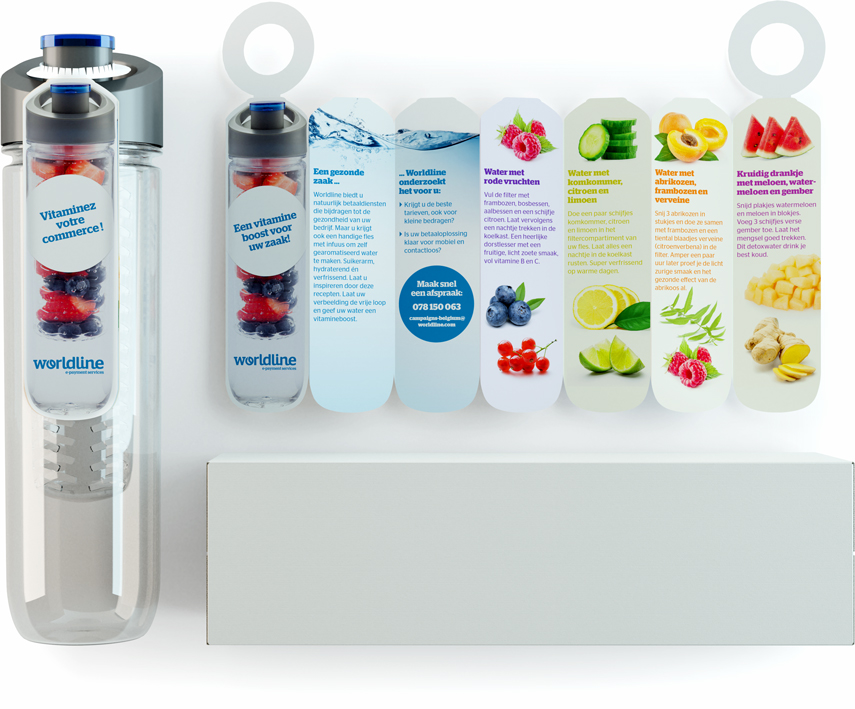 Vitaminez
votre
commerce !
worldline
e-payment services
Een vitamine
boost voor
uw zaak!
worldline
e-payment services
Een gezonde
zaak ...
Worldline biedt u
natuurlijk betaaldiensten
die bijdragen tot de
gezondheid van uw
bedrijf. Maar u krijgt
ook een handige fles
met infuus om zelf
gearomatiseerd water
te maken. Suikerarm,
hydraterend én
verfrissend. Laat u
inspireren door deze
recepten. Laat uw
verbeelding de vrije loop
en geef uw water een
vitamineboost.
... Worldline
onderzoekt
het voor u:
Krijgt u de beste
tarieven, ook voor
kleine bedragen?
Is uw betaaloplossing
klaar voor mobiel en
contactloos?
Maak snel
een afspraak:
078 150 063
campaigns-belgium@
worldline.com
Water met
rode vruchten
Vul de filter met
frambozen, bosbessen,
aalbessen en een schijfje
citroen. Laat vervolgens
een nachtje trekken in de
koelkast. Een heerlijke
dorstlesser met een
fruitige, licht zoete smaak,
vol vitamine B en C.
Water met
komkommer,
citroen en
limoen
Doe een paar schijfjes
komkommer, citroen
en limoen in het
filtercompartiment van
uw fles. Laat alles een
nachtje in de koelkast
rusten. Super verfrissend
op warme dagen.
Water met
abrikozen,
frambozen en
verveine
Snij 3 abrikozen in
stukjes en doe ze samen
met frambozen en een
tiental blaadjes verveine
(citroenverbena) in de
filter. Amper een paar
uur later proef je de licht
zurige smaak en het
gezonde effect van de
abrikoos al.
Kruidig drankje
met meloen, water-
meloen en gember
Snijd plakjes watermeloen
en meloen in blokjes.
Voeg 3 schijfjes verse
gember toe. Laat het
mengsel goed trekken.
Dit detoxwater drink je
best koud.